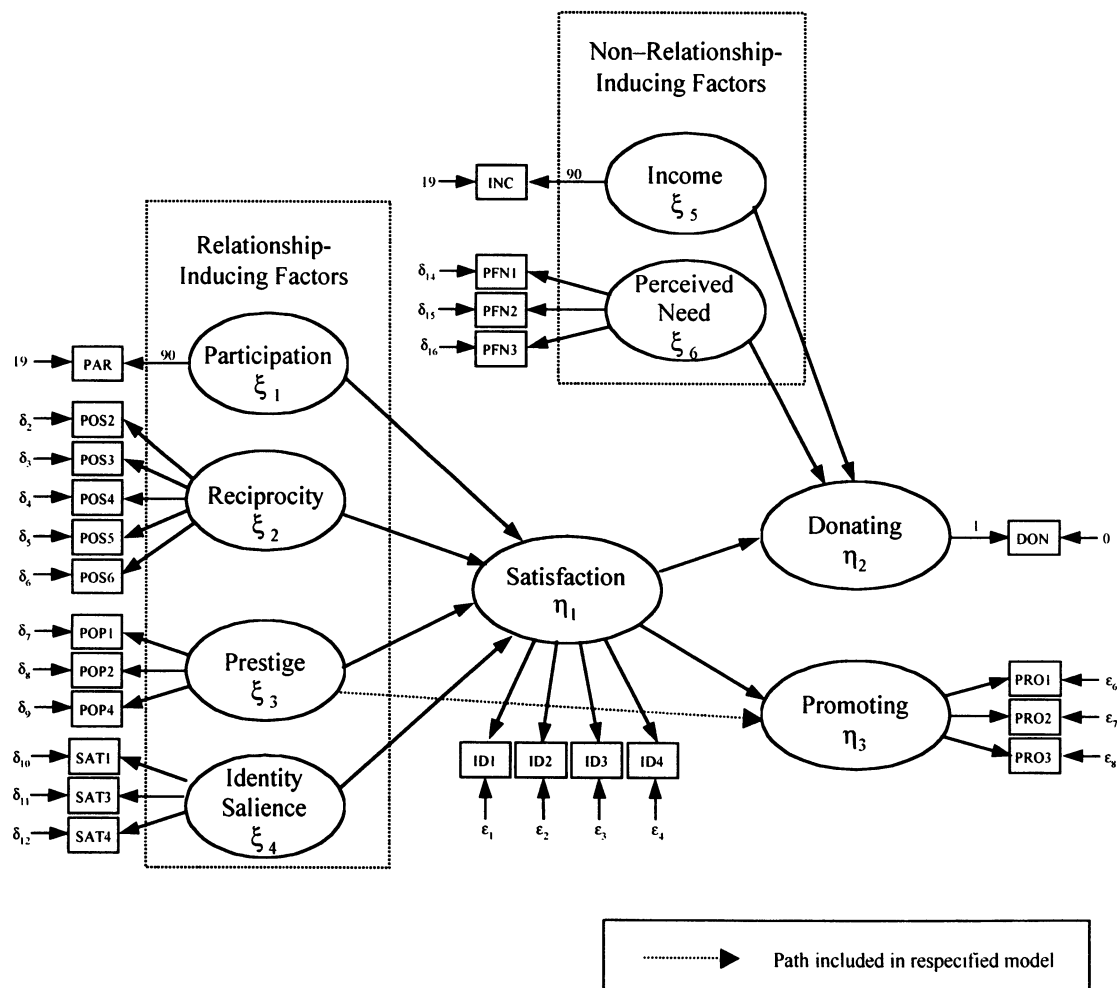 Non–Relationship-
Inducing Factors
Income
ξ 5
19
INC
90
Perceived
Need
ξ 6
δ14
PFN1
δ15
PFN2
δ16
PFN3
Relationship-
Inducing Factors
Participation
ξ 1
19
PAR
90
Reciprocity
ξ 2
δ2
POS2
δ3
POS3
δ4
POS4
δ5
POS5
δ6
POS6
Prestige
ξ 3
δ7
POP1
δ8
POP2
δ9
POP4
Identity
Salience
ξ 4
δ10
SAT1
δ11
SAT3
δ12
SAT4
Satisfaction
η1
ID1
ID2
ID3
ID4
ε1
ε2
ε3
ε4
Donating
η2
1
DON
0
Promoting
η3
PRO1
ε6
PRO2
ε7
PRO3
ε8
Path included in respecified model